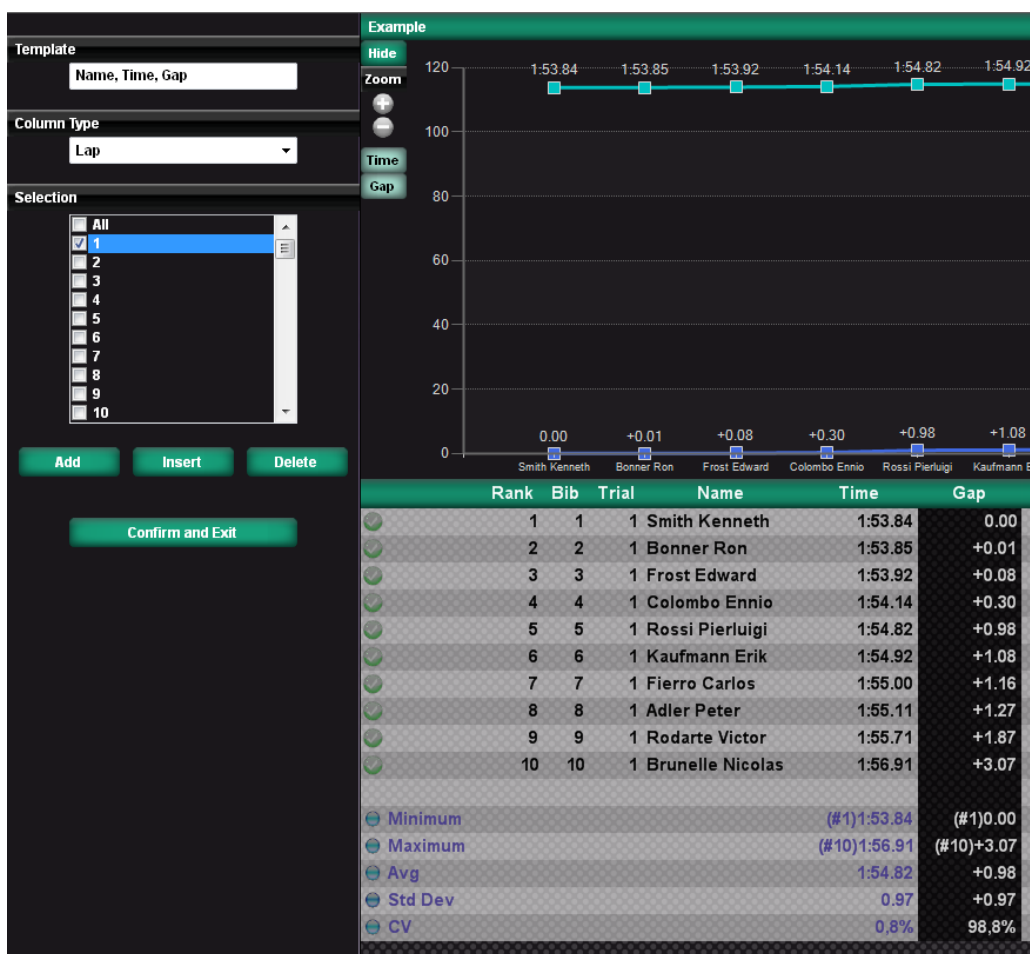 Template
Name, Time, Gap
Column Type
Lap
Selection
All
1
2
3
4
5
6
7
8
9
10
Add Insert Delete
Confirm and Exit
Example
Hide
Zoom
Time
Gap
1:53.84 1:53.85 1:53.92 1:54.14 1:54.82 1:54.92
120
100
80
60
40
20
0
0.00 +0.01 +0.08 +0.30 +0.98 +1.08
Smith Kenneth Bonner Ron Frost Edward Colombo Ennio Rossi Pierluigi Kaufmann E
Rank Bib Trial Name Time Gap
1 1 1 Smith Kenneth 1:53.84 0.00
2 2 1 Bonner Ron 1:53.85 +0.01
3 3 1 Frost Edward 1:53.92 +0.08
4 4 1 Colombo Ennio 1:54.14 +0.30
5 5 1 Rossi Pierluigi 1:54.82 +0.98
6 6 1 Kaufmann Erik 1:54.92 +1.08
7 7 1 Fierro Carlos 1:55.00 +1.16
8 8 1 Adler Peter 1:55.11 +1.27
9 9 1 Rodarte Victor 1:55.71 +1.87
10 10 1 Brunelle Nicolas 1:56.91 +3.07
Minimum (#1)1:53.84 (#1)0.00
Maximum (#10)1:56.91 (#10)+3.07
Avg 1:54.82 +0.98
Std Dev 0.97 +0.97
CV 0,8% 98,8%